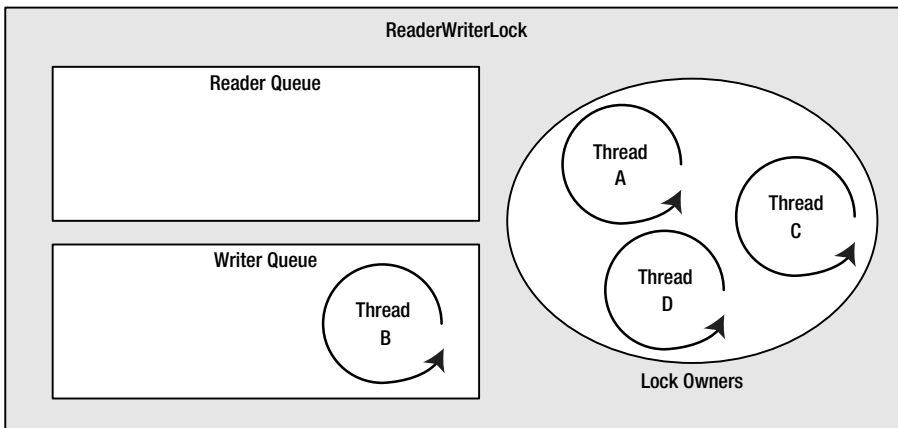 ReaderWriterLock
Reader Queue
Writer Queue
Thread
B
Thread
A
Thread
C
Thread
D
Lock Owners